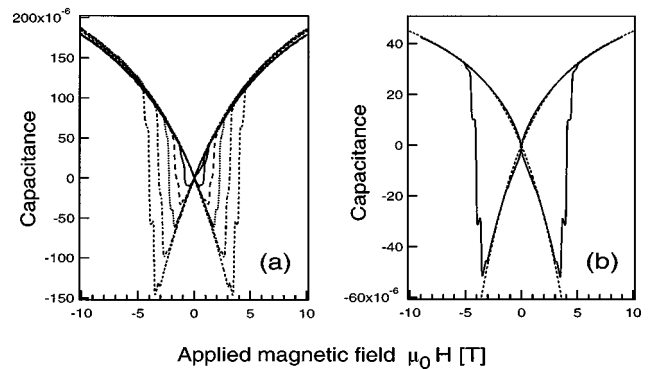 200x10-6
150
100
50
0
-50
-100
-150
Capacitance
(a)
-10 -5 0 5 10
40
20
0
-20
-40
-60x10-6
Capacitance
(b)
-10 -5 0 5 10
Applied magnetic field μ0 H [T]